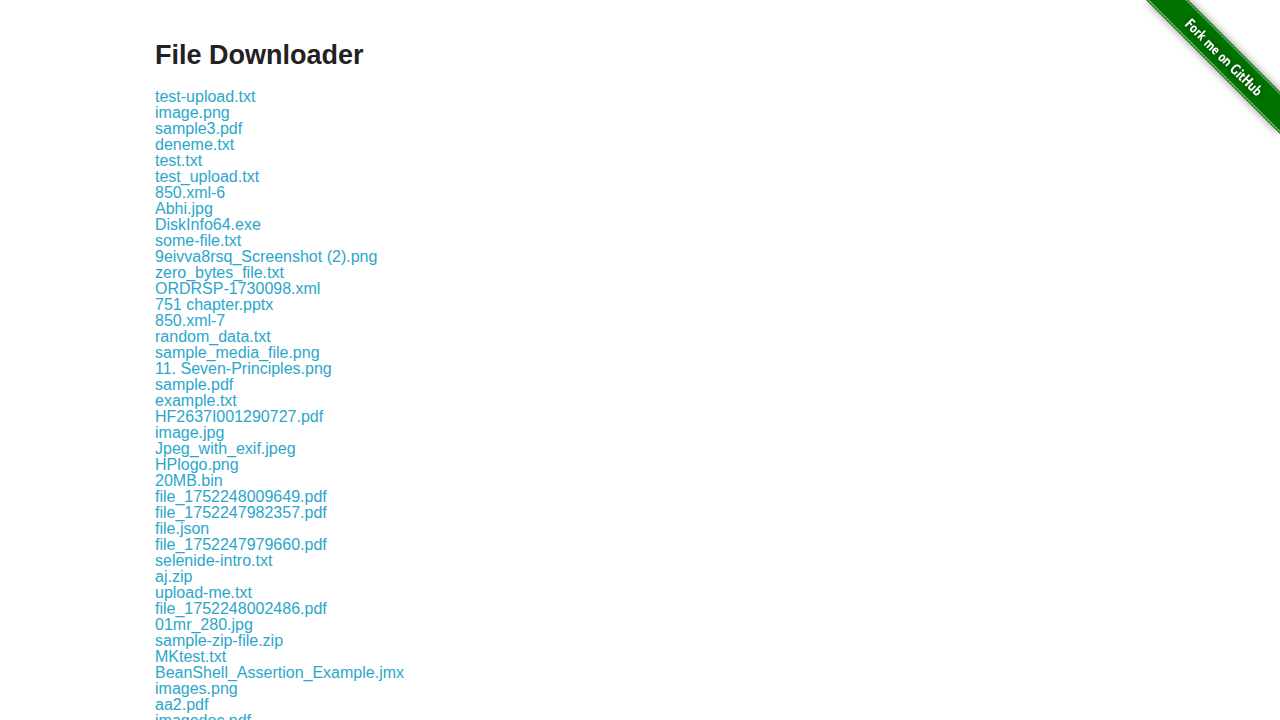 File Downloader
Fork me on GitHub
test-upload.txt
image.png
sample3.pdf
deneme.txt
test.txt
test_upload.txt
850.xml-6
Abhi.jpg
DiskInfo64.exe
some-file.txt
9eivva8rsq_Screenshot (2).png
zero_bytes_file.txt
ORDRSP-1730098.xml
751 chapter.pptx
850.xml-7
random_data.txt
sample_media_file.png
11. Seven-Principles.png
sample.pdf
example.txt
HF2637I001290727.pdf
image.jpg
Jpeg_with_exif.jpeg
HPlogo.png
20MB.bin
file_1752248009649.pdf
file_1752247982357.pdf
file.json
file_1752247979660.pdf
selenide-intro.txt
aj.zip
upload-me.txt
file_1752248002486.pdf
01mr_280.jpg
sample-zip-file.zip
MKtest.txt
BeanShell_Assertion_Example.jmx
images.png
aa2.pdf
imagedoc.pdf